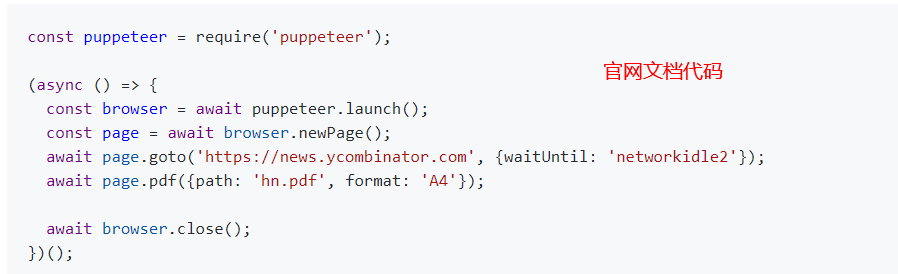 const puppeteer = require('puppeteer');
(async () => {
官网文档代码
  const browser = await puppeteer.launch();
  const page = await browser.newPage();
  await page.goto('https://news.ycombinator.com', {waitUntil: 'networkidle2'});
  await page.pdf({path: 'hn.pdf', format: 'A4'});
  await browser.close();
})();